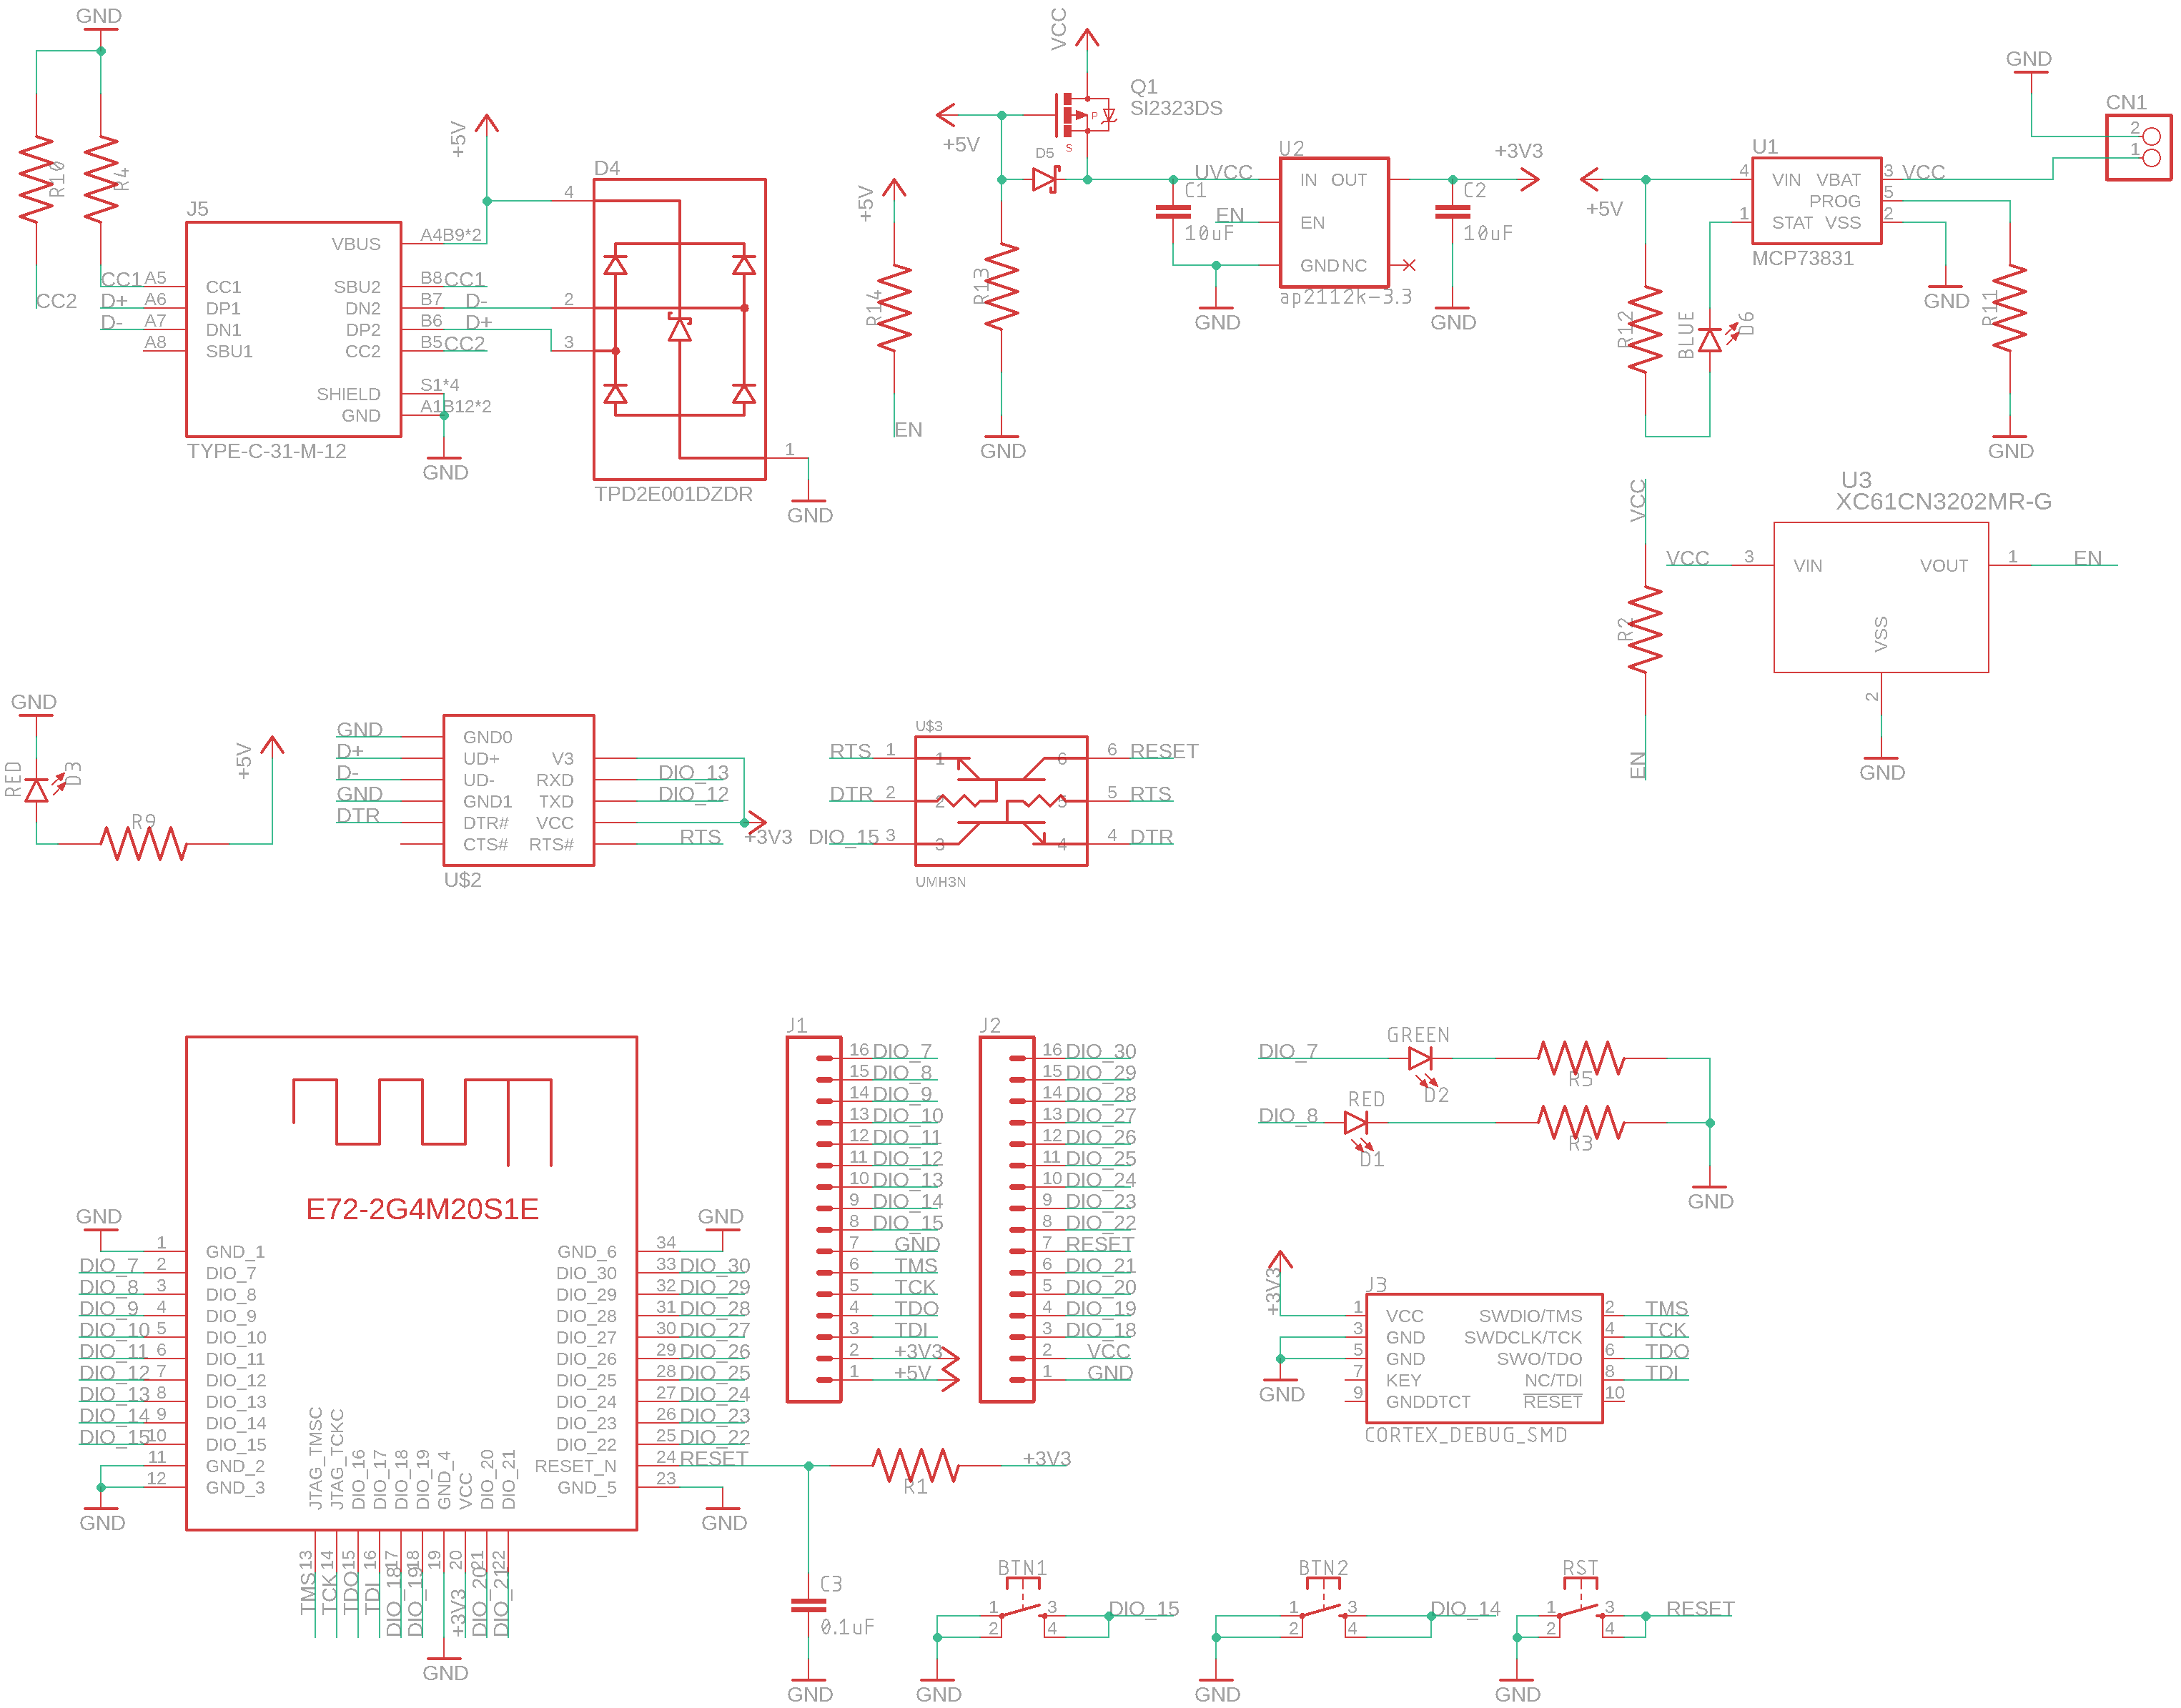 GND
R10
R4
J5
VBUS
A4B9*2
CC1
A5
CC1
SBU2
B8
CC1
CC2
D+
A6
DP1
DN2
B7
D-
D-
A7
DN1
DP2
B6
D+
A8
SBU1
CC2
B5
CC2
SHIELD
S1*4
GND
A1B12*2
TYPE-C-31-M-12
GND
+5V
D4
4
2
3
1
TPD2E001DZDR
GND
VCC
Q1
SI2323DS
P
S
+5V
D5
+5V
R14
EN
R13
GND
UVCC
C1
10uF
EN
GND
U2
IN OUT
EN
GND NC
ap2112k-3.3
+3V3
C2
10uF
GND
+5V
U1
4
VIN VBAT
3
VCC
PROG
5
1
STAT VSS
2
MCP73831
GND
GND
CN1
2
1
R12
BLUE
D6
R11
GND
VCC
R2
EN
U3
XC61CN3202MR-G
VCC
3
VIN
VOUT
1
EN
VSS
2
GND
GND
RED
D3
R9
+5V
GND
GND0
D+
UD+
V3
D-
UD-
RXD
DIO_13
GND
GND1
TXD
DIO_12
DTR
DTR#
VCC
+3V3
CTS#
RTS#
RTS
U$2
U$3
RTS
1
1
6
6
RESET
DTR
2
2
5
5
RTS
DIO_15
3
3
4
4
DTR
UMH3N
E72-2G4M20S1E
GND
1
GND_1
DIO_7
2
DIO_7
DIO_8
3
DIO_8
DIO_9
4
DIO_9
DIO_10
5
DIO_10
DIO_11
6
DIO_11
DIO_12
7
DIO_12
DIO_13
8
DIO_13
DIO_14
9
DIO_14
DIO_15
10
DIO_15
11
GND_2
12
GND_3
GND
GND
GND_6
34
DIO_30
33
DIO_30
DIO_29
32
DIO_29
DIO_28
31
DIO_28
DIO_27
30
DIO_27
DIO_26
29
DIO_26
DIO_25
28
DIO_25
DIO_24
27
DIO_24
DIO_23
26
DIO_23
DIO_22
25
DIO_22
RESET_N
24
RESET
GND_5
23
GND
JTAG_TMSC
13
TMS
JTAG_TCKC
14
TCK
DIO_16
15
TDO
DIO_17
16
TDI
DIO_18
17
DIO_18
DIO_19
18
DIO_19
GND_4
19
GND
VCC
20
+3V3
DIO_20
21
DIO_20
DIO_21
22
DIO_21
R1
+3V3
C3
0.1uF
GND
J1
16 DIO_7
15 DIO_8
14 DIO_9
13 DIO_10
12 DIO_11
11 DIO_12
10 DIO_13
9 DIO_14
8 DIO_15
7 GND
6 TMS
5 TCK
4 TDO
3 TDI
2 +3V3
1 +5V
J2
16 DIO_30
15 DIO_29
14 DIO_28
13 DIO_27
12 DIO_26
11 DIO_25
10 DIO_24
9 DIO_23
8 DIO_22
7 RESET
6 DIO_21
5 DIO_20
4 DIO_19
3 DIO_18
2 VCC
1 GND
DIO_7
GREEN
D2
R5
DIO_8
RED
D1
R3
GND
+3V3
J3
1
VCC
SWDIO/TMS
2
TMS
3
GND
SWDCLK/TCK
4
TCK
5
GND
SWO/TDO
6
TDO
7
KEY
NC/TDI
8
TDI
9
GNDDTCT
RESET
10
GND
CORTEX_DEBUG_SMD
BTN1
1
3
2
4
DIO_15
GND
BTN2
1
3
2
4
DIO_14
GND
RST
1
3
2
4
RESET
GND